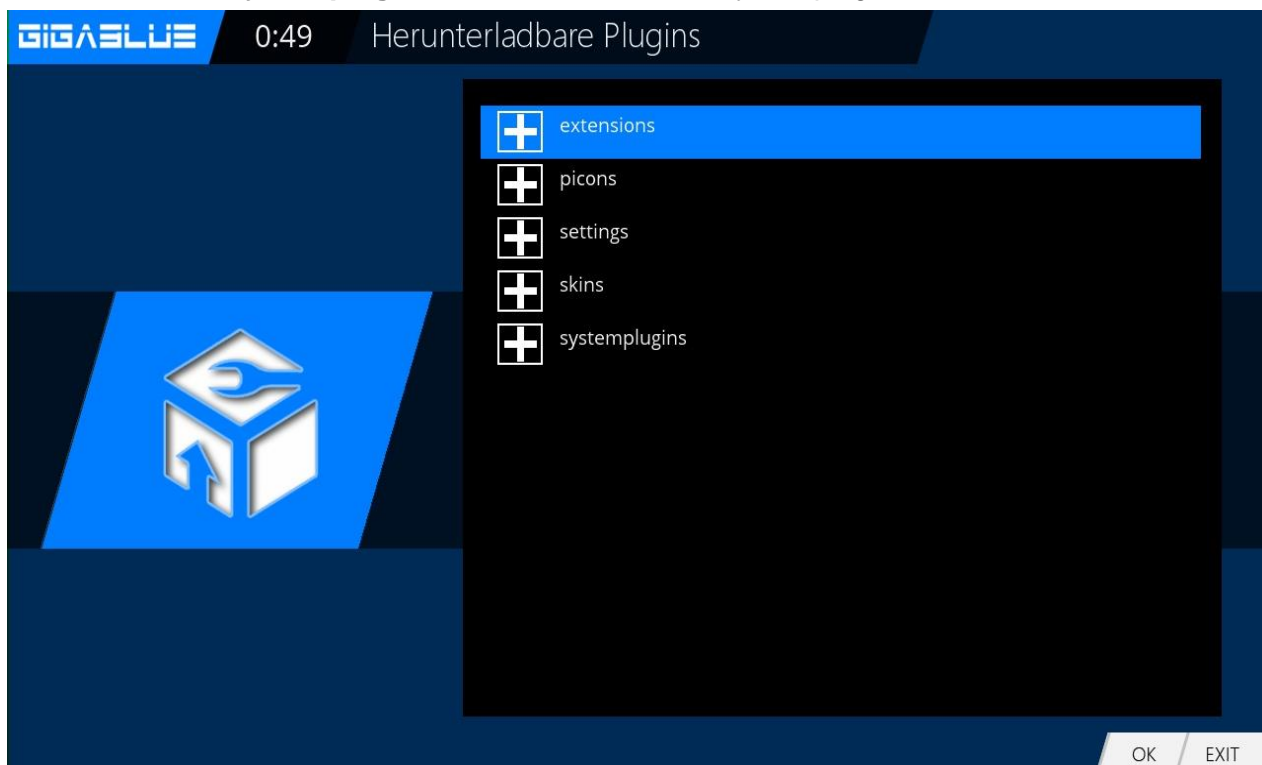 GIGABLUE 0:49 Herunterladbare Plugins
extensions
picons
settings
skins
systemplugins
OK EXIT